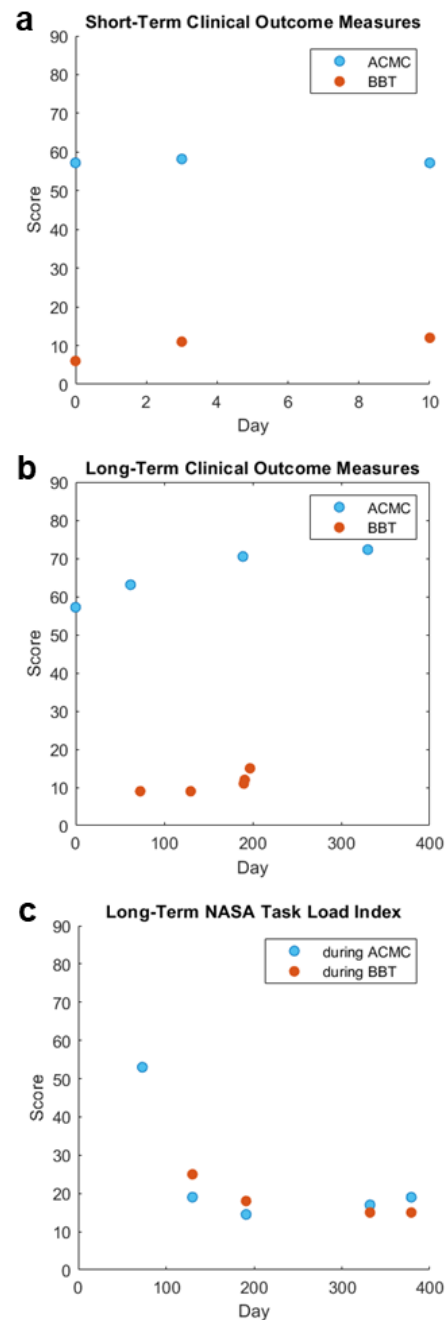 a
Short-Term Clinical Outcome Measures
90
80
70
60
50
40
30
20
10
0
Score
ACMC
BBT
0 2 4 6 8 10
Day
b
Long-Term Clinical Outcome Measures
90
80
70
60
50
40
30
20
10
0
Score
ACMC
BBT
0 100 200 300 400
Day
c
Long-Term NASA Task Load Index
90
80
70
60
50
40
30
20
10
0
Score
during ACMC
during BBT
0 100 200 300 400
Day